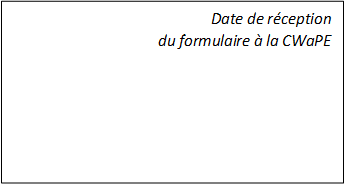 Date de réception
du formulaire à la CWaPE